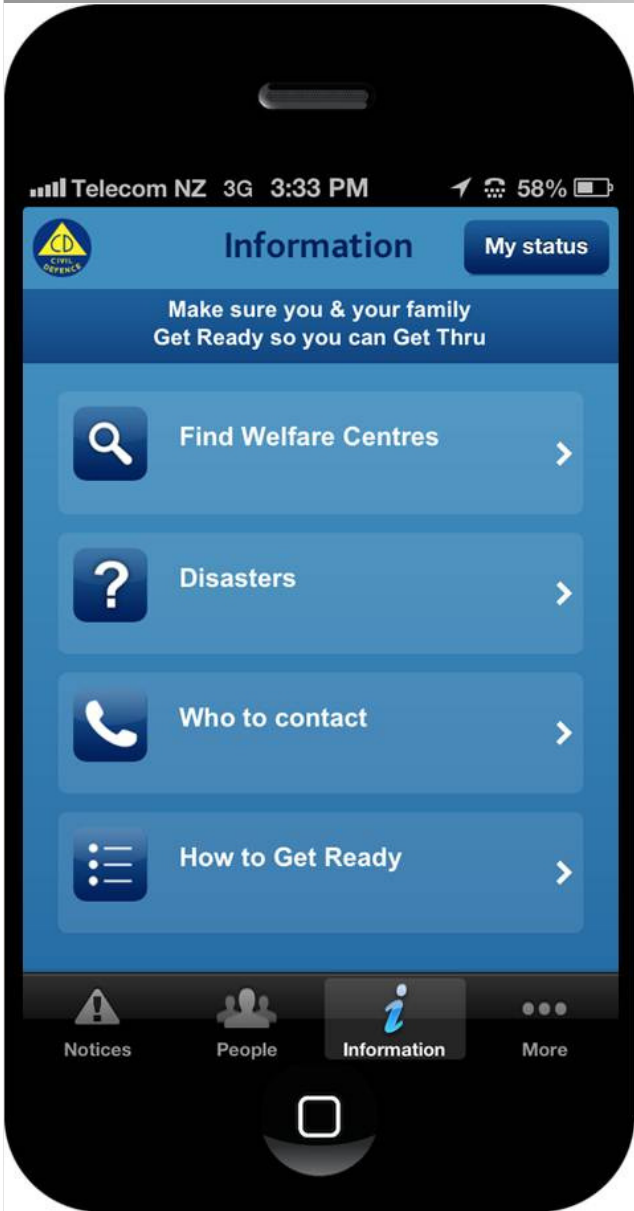 Telecom NZ 3G 3:33 PM 58%
CD
CIVIL
DEFENCE
Information
My status
Make sure you & your family
Get Ready so you can Get Thru
Find Welfare Centres
?
Disasters
Who to contact
How to Get Ready
Notices
People
Information
More